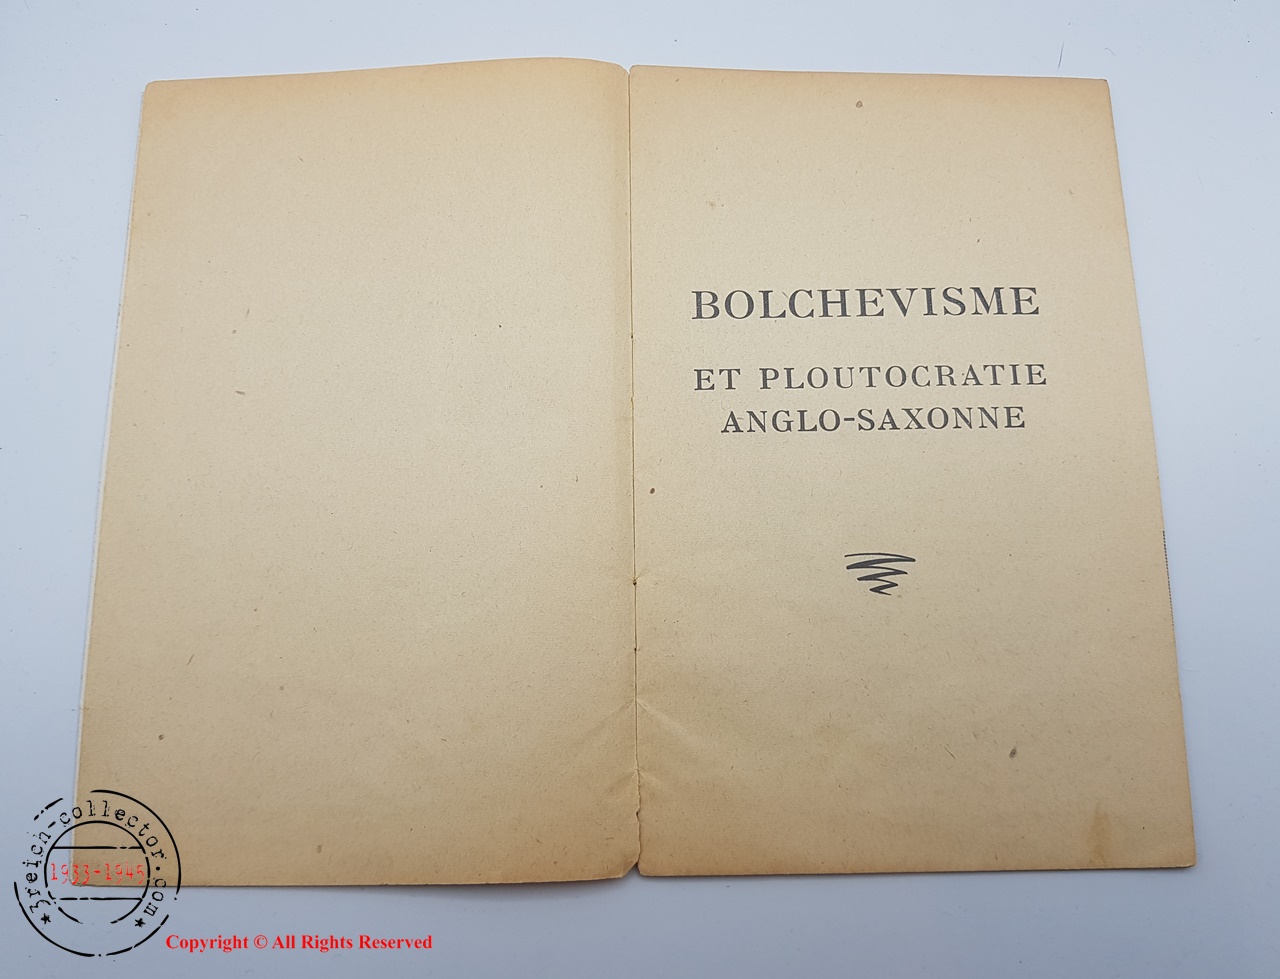 BOLCHEVISME
ET PLOUTOCRATIE
ANGLO-SAXONNE
3reich-collector.com
1933-1945
Copyright © All Rights Reserved